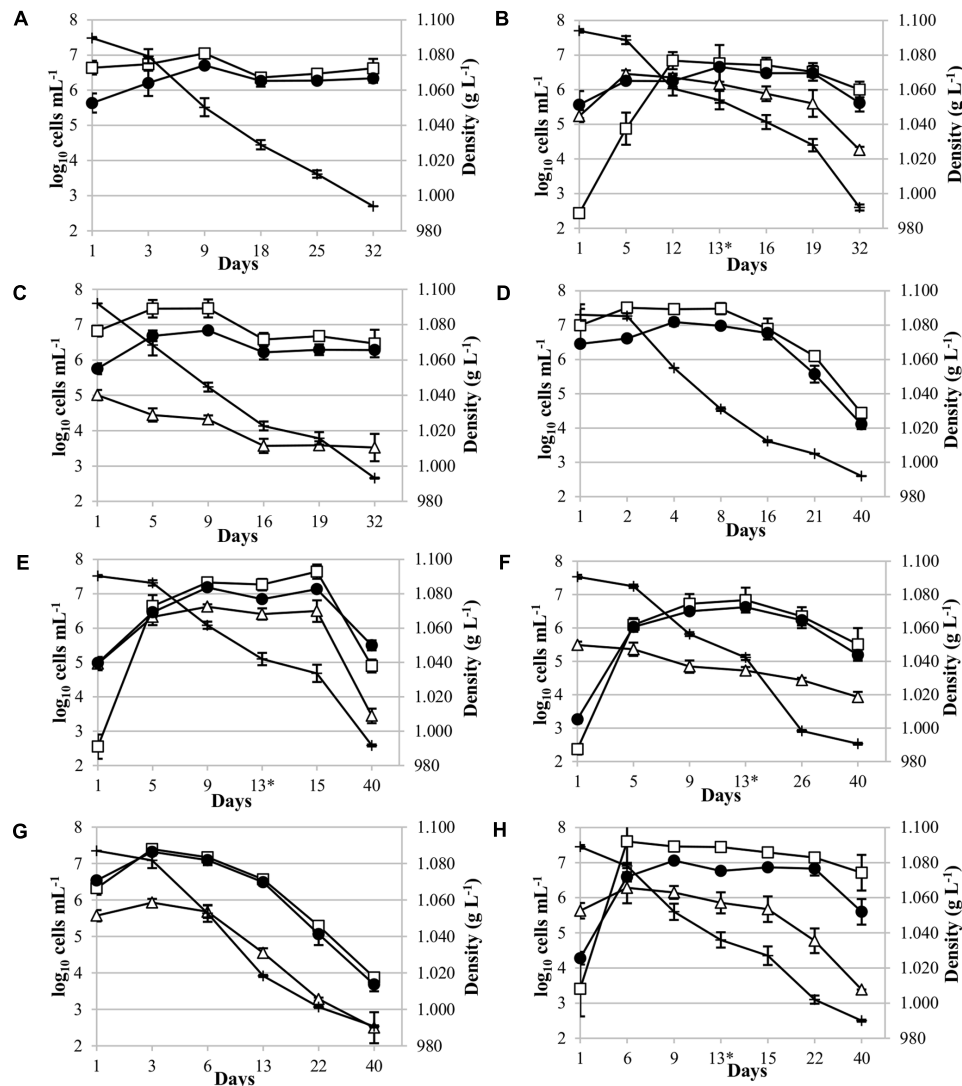 A
log10 cells mL-1
8
7
6
5
4
3
2
1.100
1.080
1.060
1.040
1.020
1.000
980
Density (g L-1)
1 3 9 18 25 32
Days
B
log10 cells mL-1
8
7
6
5
4
3
2
1.100
1.080
1.060
1.040
1.020
1.000
980
Density (g L-1)
1 5 12 13* 16 19 32
Days
C
log10 cells mL-1
8
7
6
5
4
3
2
1.100
1.080
1.060
1.040
1.020
1.000
980
Density (g L-1)
1 5 9 16 19 32
Days
D
log10 cells mL-1
8
7
6
5
4
3
2
1.100
1.080
1.060
1.040
1.020
1.000
980
Density (g L-1)
1 2 4 8 16 21 40
Days
E
log10 cells mL-1
8
7
6
5
4
3
2
1.100
1.080
1.060
1.040
1.020
1.000
980
Density (g L-1)
1 5 9 13* 15 40
Days
F
log10 cells mL-1
8
7
6
5
4
3
2
1.100
1.080
1.060
1.040
1.020
1.000
980
Density (g L-1)
1 5 9 13* 26 40
Days
G
log10 cells mL-1
8
7
6
5
4
3
2
1.100
1.080
1.060
1.040
1.020
1.000
980
Density (g L-1)
1 3 6 13 22 40
Days
H
log10 cells mL-1
8
7
6
5
4
3
2
1.100
1.080
1.060
1.040
1.020
1.000
980
Density (g L-1)
1 6 9 13* 15 22 40
Days